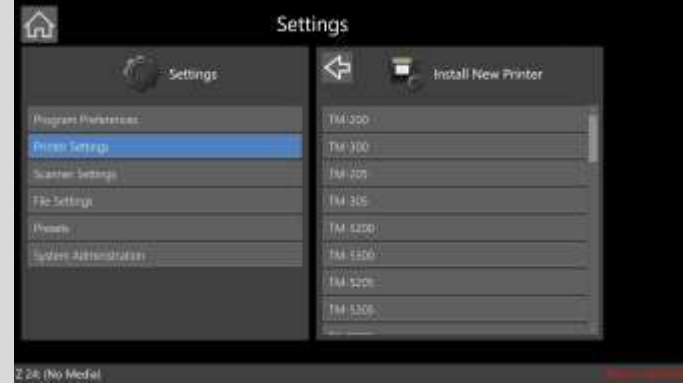 Settings
Settings
Program Preferences
Printer Settings
Scanner Settings
File Settings
Presets
System Administration
Install New Printer
TM-200
TM-300
TM-205
TM-305
TM-5200
TM-5300
TM-5205
TM-5305
Z 24: (No Media)